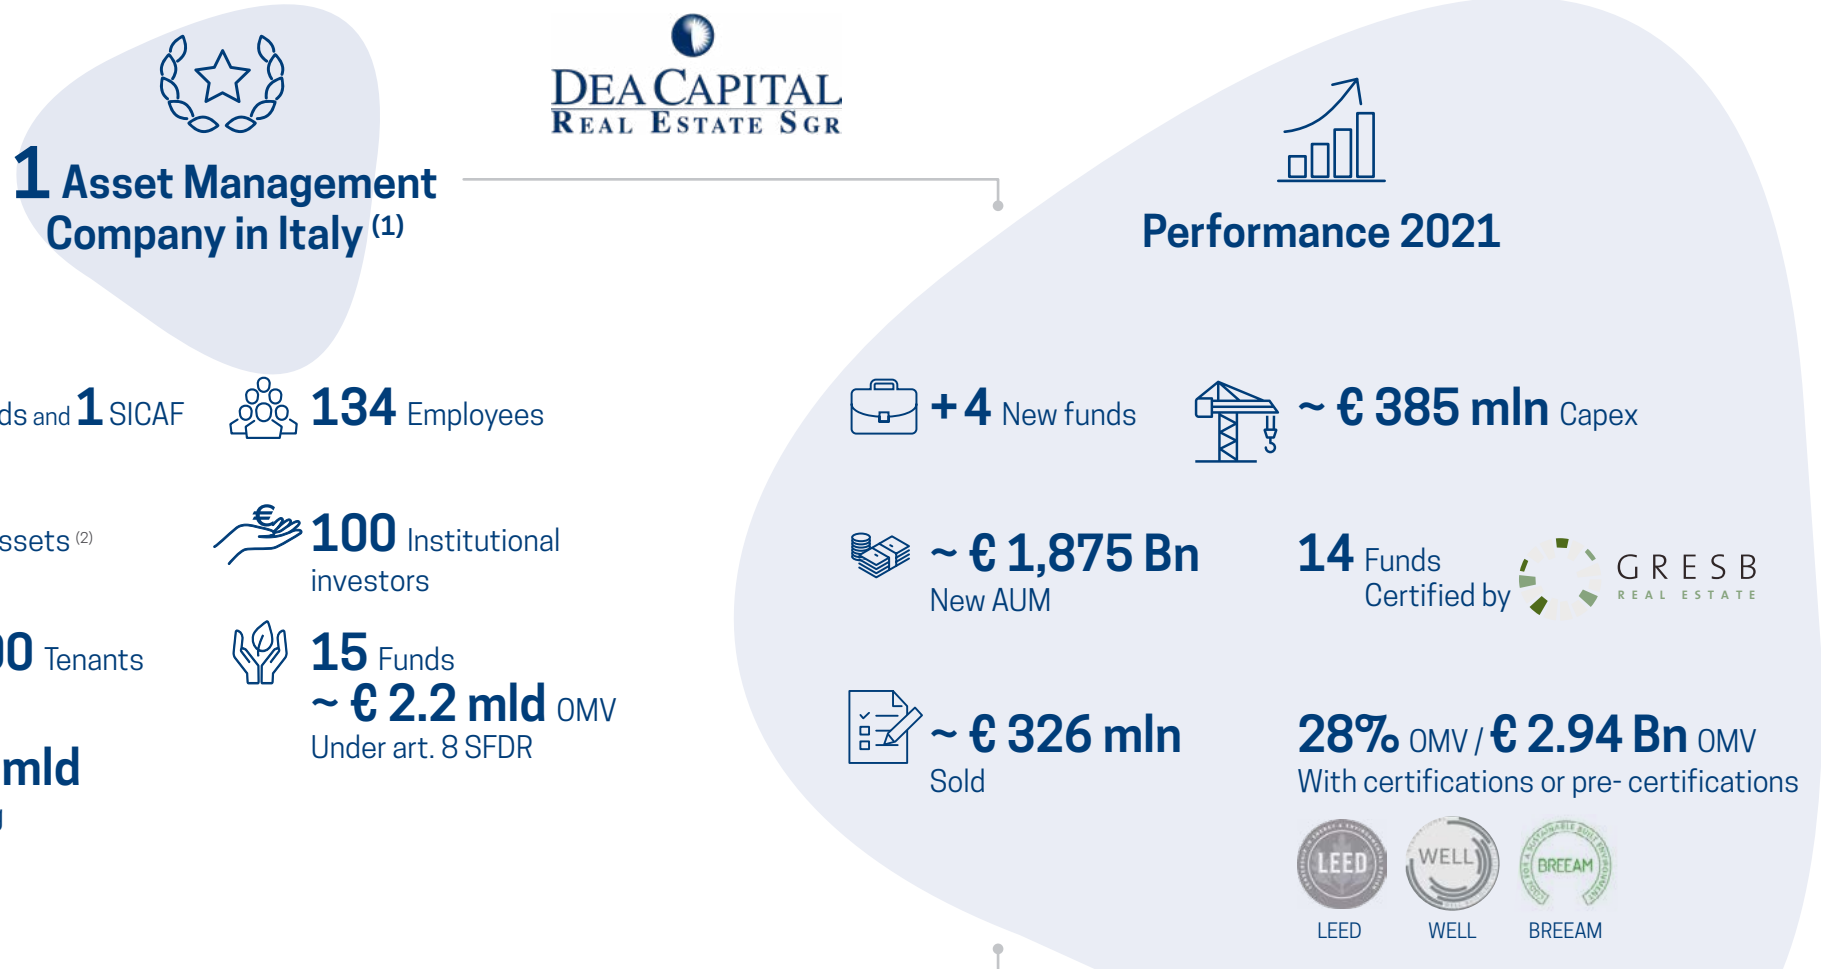 DEA CAPITAL
REAL ESTATE SGR
1 Asset Management
Company in Italy (1)
and 1 SICAF
134 Employees
(2)
100 Institutional
investors
Tenants
15 Funds
~ € 2.2 mld OMV
Under art. 8 SFDR
mld
Performance 2021
+ 4 New funds
~ € 385 mln Capex
~ € 1,875 Bn
New AUM
14 Funds
Certified by
GRESB
REAL ESTATE
~ € 326 mln
Sold
28% OMV / € 2.94 Bn OMV
With certifications or pre- certifications
LEED
WELL
BREEAM
LEED
WELL
BREEAM